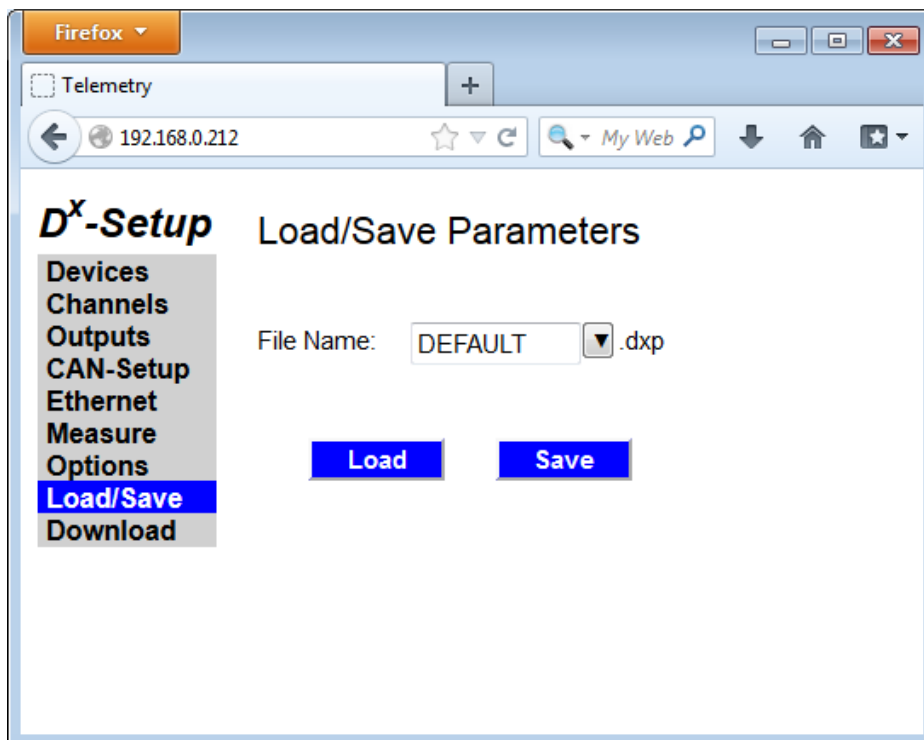 Firefox
Telemetry
192.168.0.212
My Web
Dx-Setup
Devices
Channels
Outputs
CAN-Setup
Ethernet
Measure
Options
Load/Save
Download
Load/Save Parameters
File Name: DEFAULT .dxp
Load Save